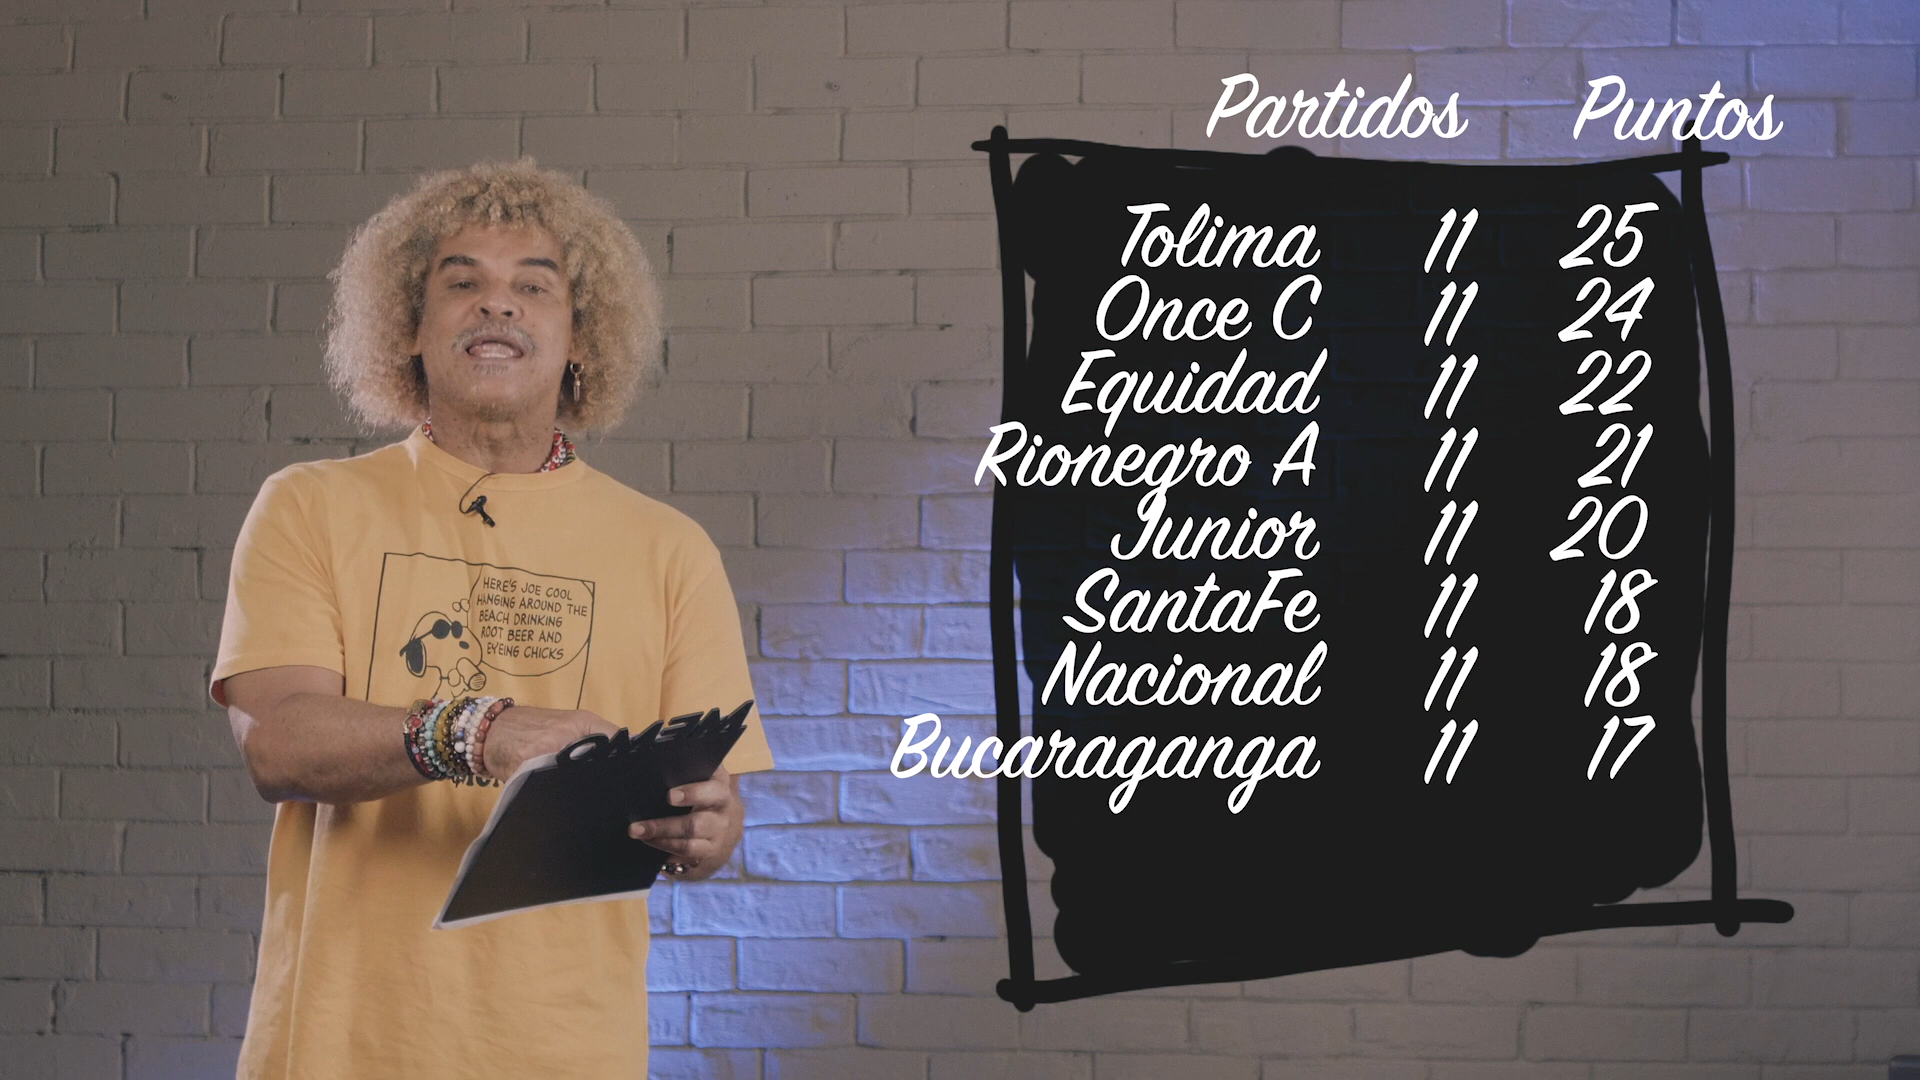 Partidos Puntos
Tolima 11 25
Once C 11 24
Equidad 11 22
Rionegro A 11 21
Junior 11 20
SantaFe 11 18
Nacional 11 18
Bucaraganga 11 17
HERE'S JOE COOL
HANGING AROUND THE
BEACH DRINKING
ROOT BEER AND
EYEING CHICKS
MEMO